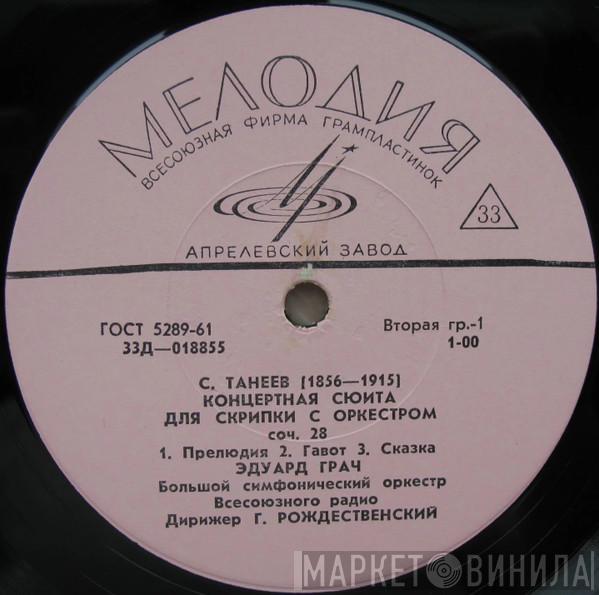 МЕЛОДИЯ
ВСЕСОЮЗНАЯ ФИРМА ГРАМПЛАСТИНОК
33
АПРЕЛЕВСКИЙ ЗАВОД
ГОСТ 5289-61
Вторая гр.-1
33Д—018855
1-00
С. ТАНЕЕВ (1856—1915)
КОНЦЕРТНАЯ СЮИТА
ДЛЯ СКРИПКИ С ОРКЕСТРОМ
соч. 28
1. Прелюдия 2. Гавот 3. Сказка
ЭДУАРД ГРАЧ
Большой симфонический оркестр
Всесоюзного радио
Дирижер Г. РОЖДЕСТВЕНСКИЙ
МАРКЕТ ВИНИЛА